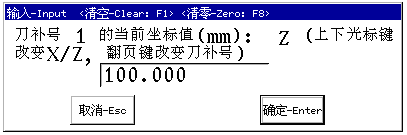 输入-Input <清空-Clear: F1> <清零-Zero: F8>
刀补号 1 的当前坐标值(mm): Z (上下光标键
改变X/Z, 翻页键改变刀补号)
100.000
取消-Esc 确定-Enter